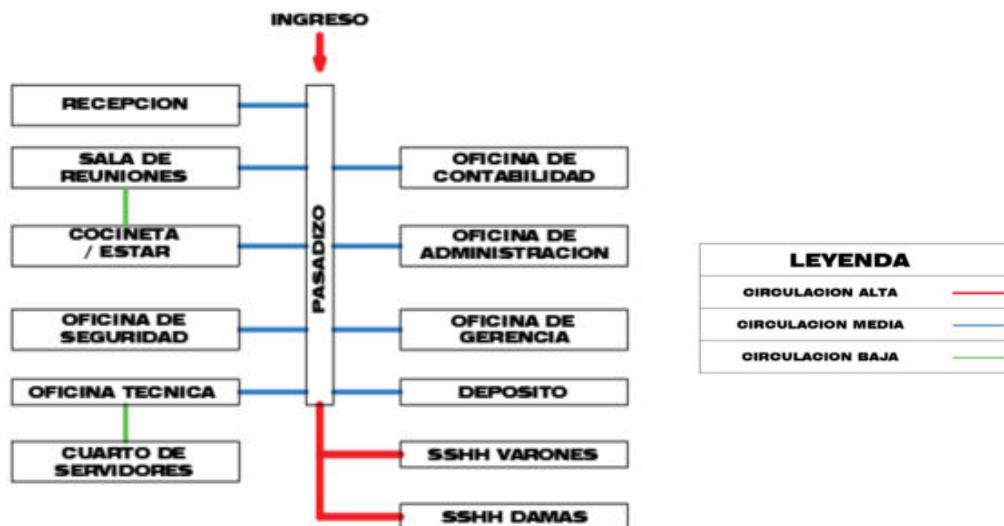 INGRESO
RECEPCION
SALA DE
REUNIONES
COCINETA
/ ESTAR
OFICINA DE
SEGURIDAD
OFICINA TECNICA
CUARTO DE
SERVIDORES
PASADIZO
OFICINA DE
CONTABILIDAD
OFICINA DE
ADMINISTRACION
OFICINA DE
GERENCIA
DEPOSITO
SSHH VARONES
SSHH DAMAS
LEYENDA
CIRCULACION ALTA
CIRCULACION MEDIA
CIRCULACION BAJA